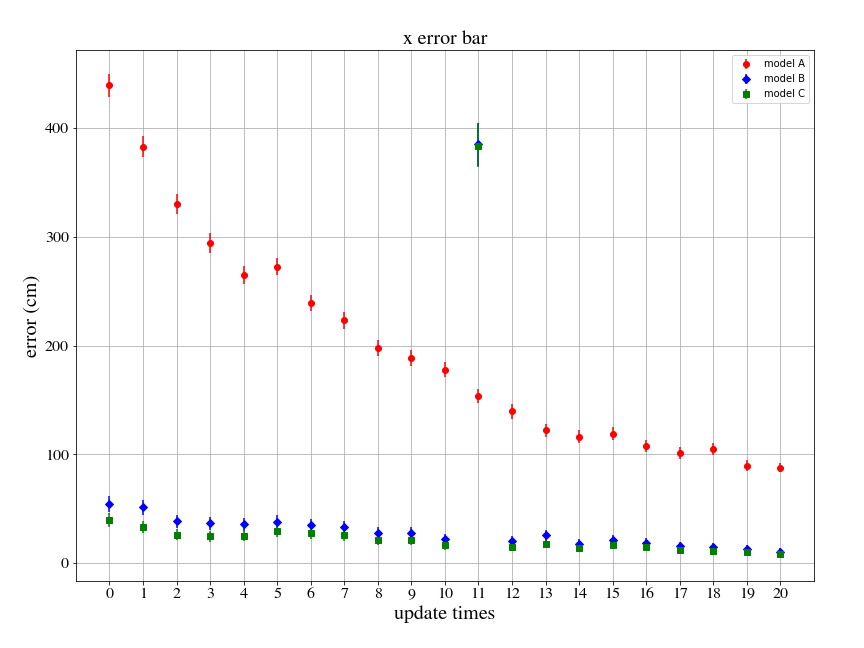 x error bar
model A
model B
model C
400
300
200
100
0
error (cm)
0 1 2 3 4 5 6 7 8 9 10 11 12 13 14 15 16 17 18 19 20
update times